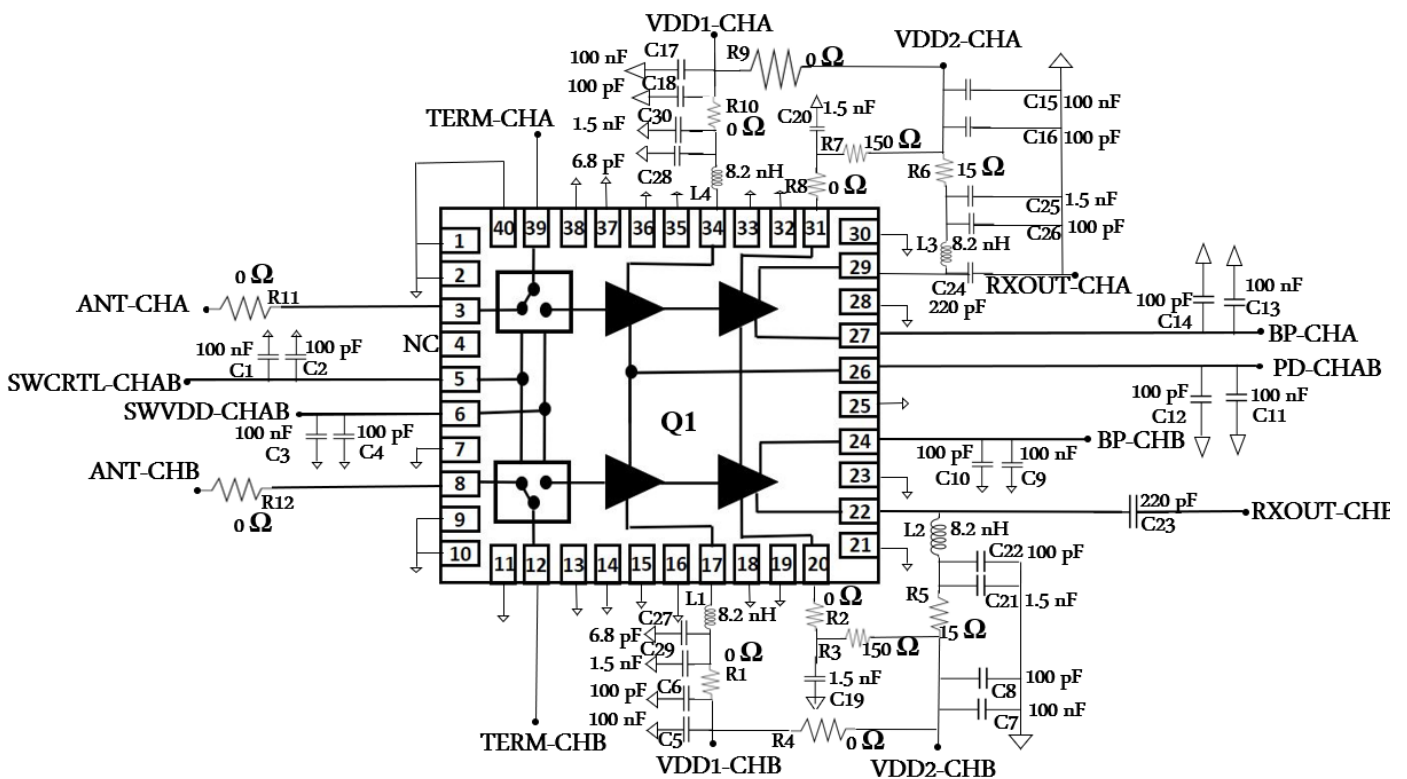 VDD1-CHA
VDD2-CHA
C17
R9
100 nF
0 Ω
C18
100 pF
R10
C20
1.5 nF
C15
100 nF
TERM-CHA
C30
1.5 nF
0 Ω
R7
150 Ω
C16
100 pF
6.8 pF
C28
8.2 nH
R8
0 Ω
R6
15 Ω
L4
C25
1.5 nF
40
39
38
37
36
35
34
33
32
31
C26
100 pF
1
30
L3
8.2 nH
2
29
C24
RXOUT-CHA
0 Ω
R11
ANT-CHA
3
28
220 pF
100 pF
C14
100 nF
C13
NC
4
27
BP-CHA
100 nF
C1
100 pF
C2
SWCRTL-CHAB
5
26
PD-CHAB
SWVDD-CHAB
6
25
100 pF
C12
100 nF
C11
Q1
100 nF
C3
100 pF
C4
7
24
BP-CHB
ANT-CHB
8
23
100 pF
C10
100 nF
C9
R12
0 Ω
9
22
220 pF
C23
RXOUT-CHB
10
21
L2
8.2 nH
11
12
13
14
15
16
17
18
19
20
C22
100 pF
L1
0 Ω
R5
C21
1.5 nF
C27
8.2 nH
R2
6.8 pF
15 Ω
C29
0 Ω
R3
150 Ω
1.5 nF
R1
C6
1.5 nF
C8
100 pF
100 pF
C19
100 nF
C5
R4
0 Ω
C7
100 nF
TERM-CHB
VDD1-CHB
VDD2-CHB